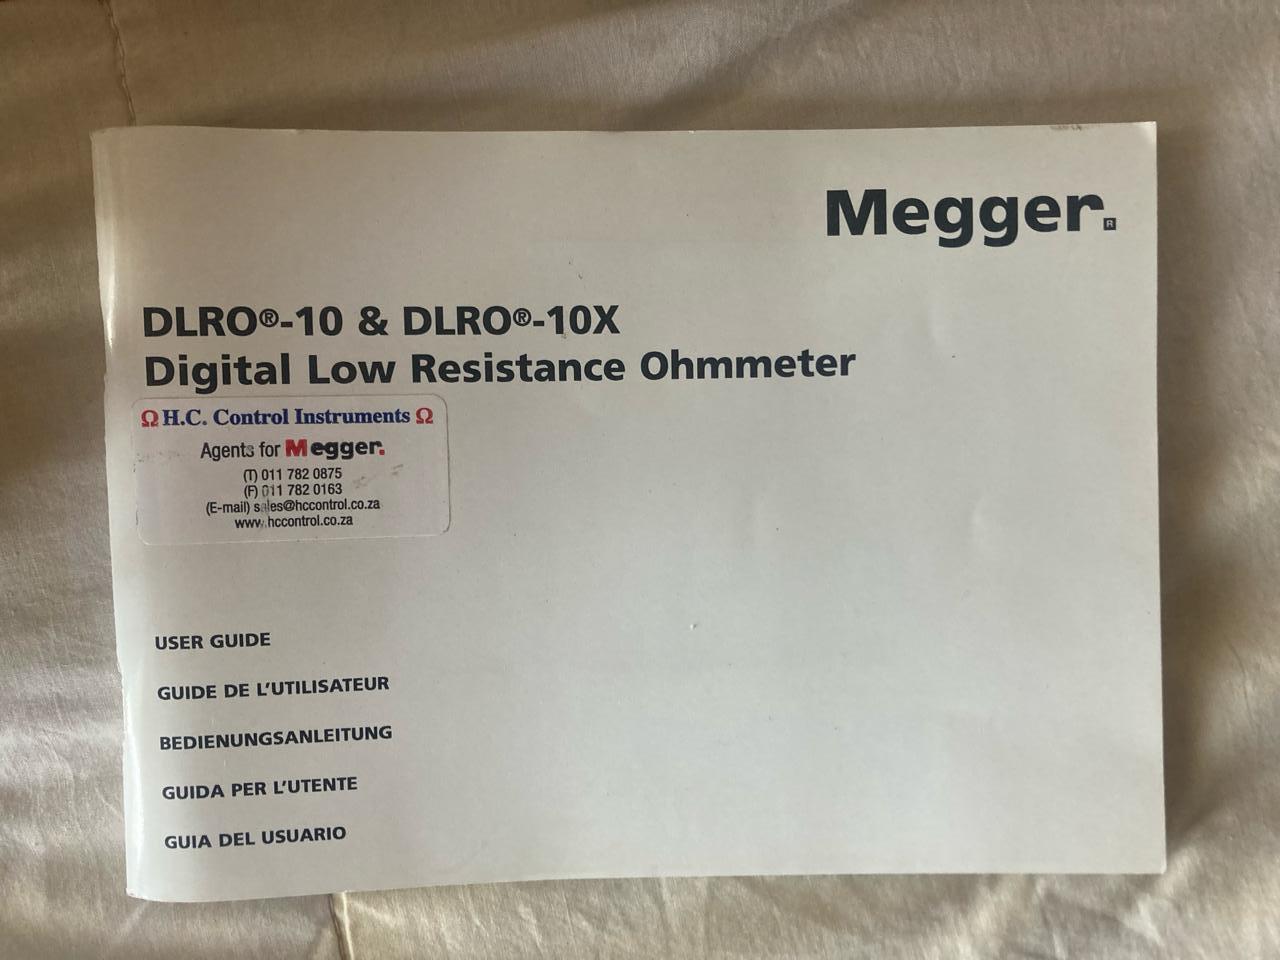 Megger®
DLRO®-10 & DLRO®-10X
Digital Low Resistance Ohmmeter
Ω H.C. Control Instruments Ω
Agents for Megger.
(T) 011 782 0875
(F) 011 782 0163
(E-mail) sales@hccontrol.co.za
www.hccontrol.co.za
USER GUIDE
GUIDE DE L'UTILISATEUR
BEDIENUNGSANLEITUNG
GUIDA PER L'UTENTE
GUIA DEL USUARIO